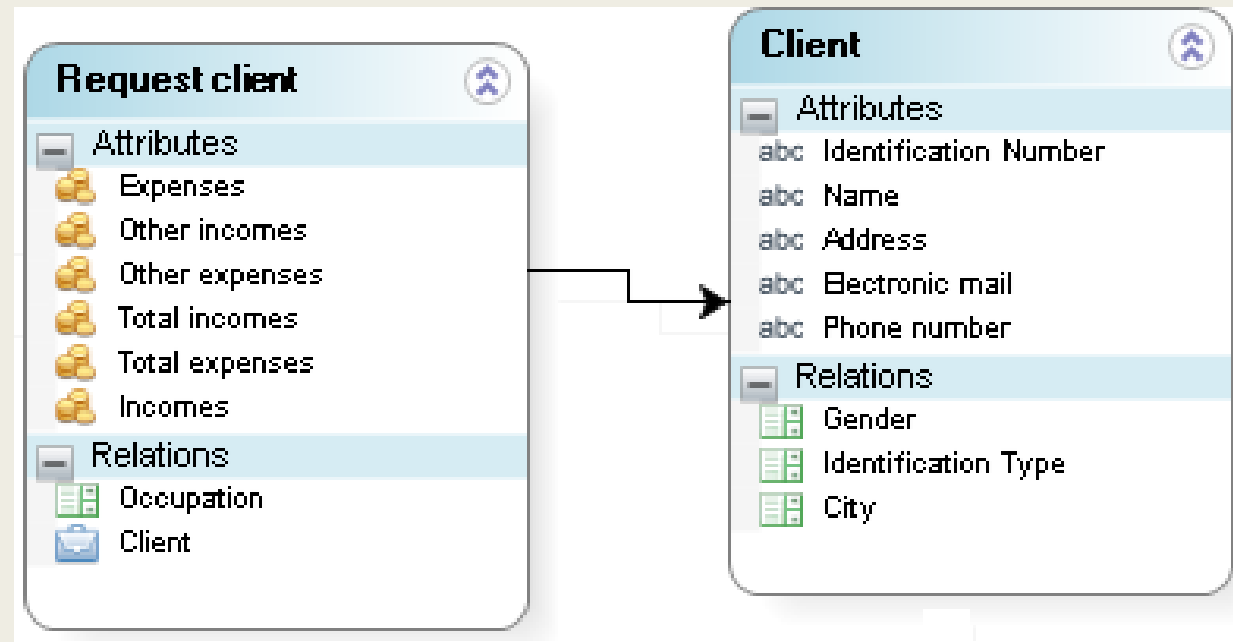 Request client
Attributes
Expenses
Other incomes
Other expenses
Total incomes
Total expenses
Incomes
Relations
Occupation
Client
Client
Attributes
abc Identification Number
abc Name
abc Address
abc Electronic mail
abc Phone number
Relations
Gender
Identification Type
City